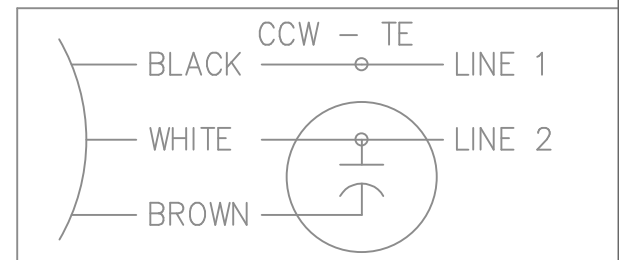 CCW – TE
BLACK LINE 1
WHITE LINE 2
BROWN